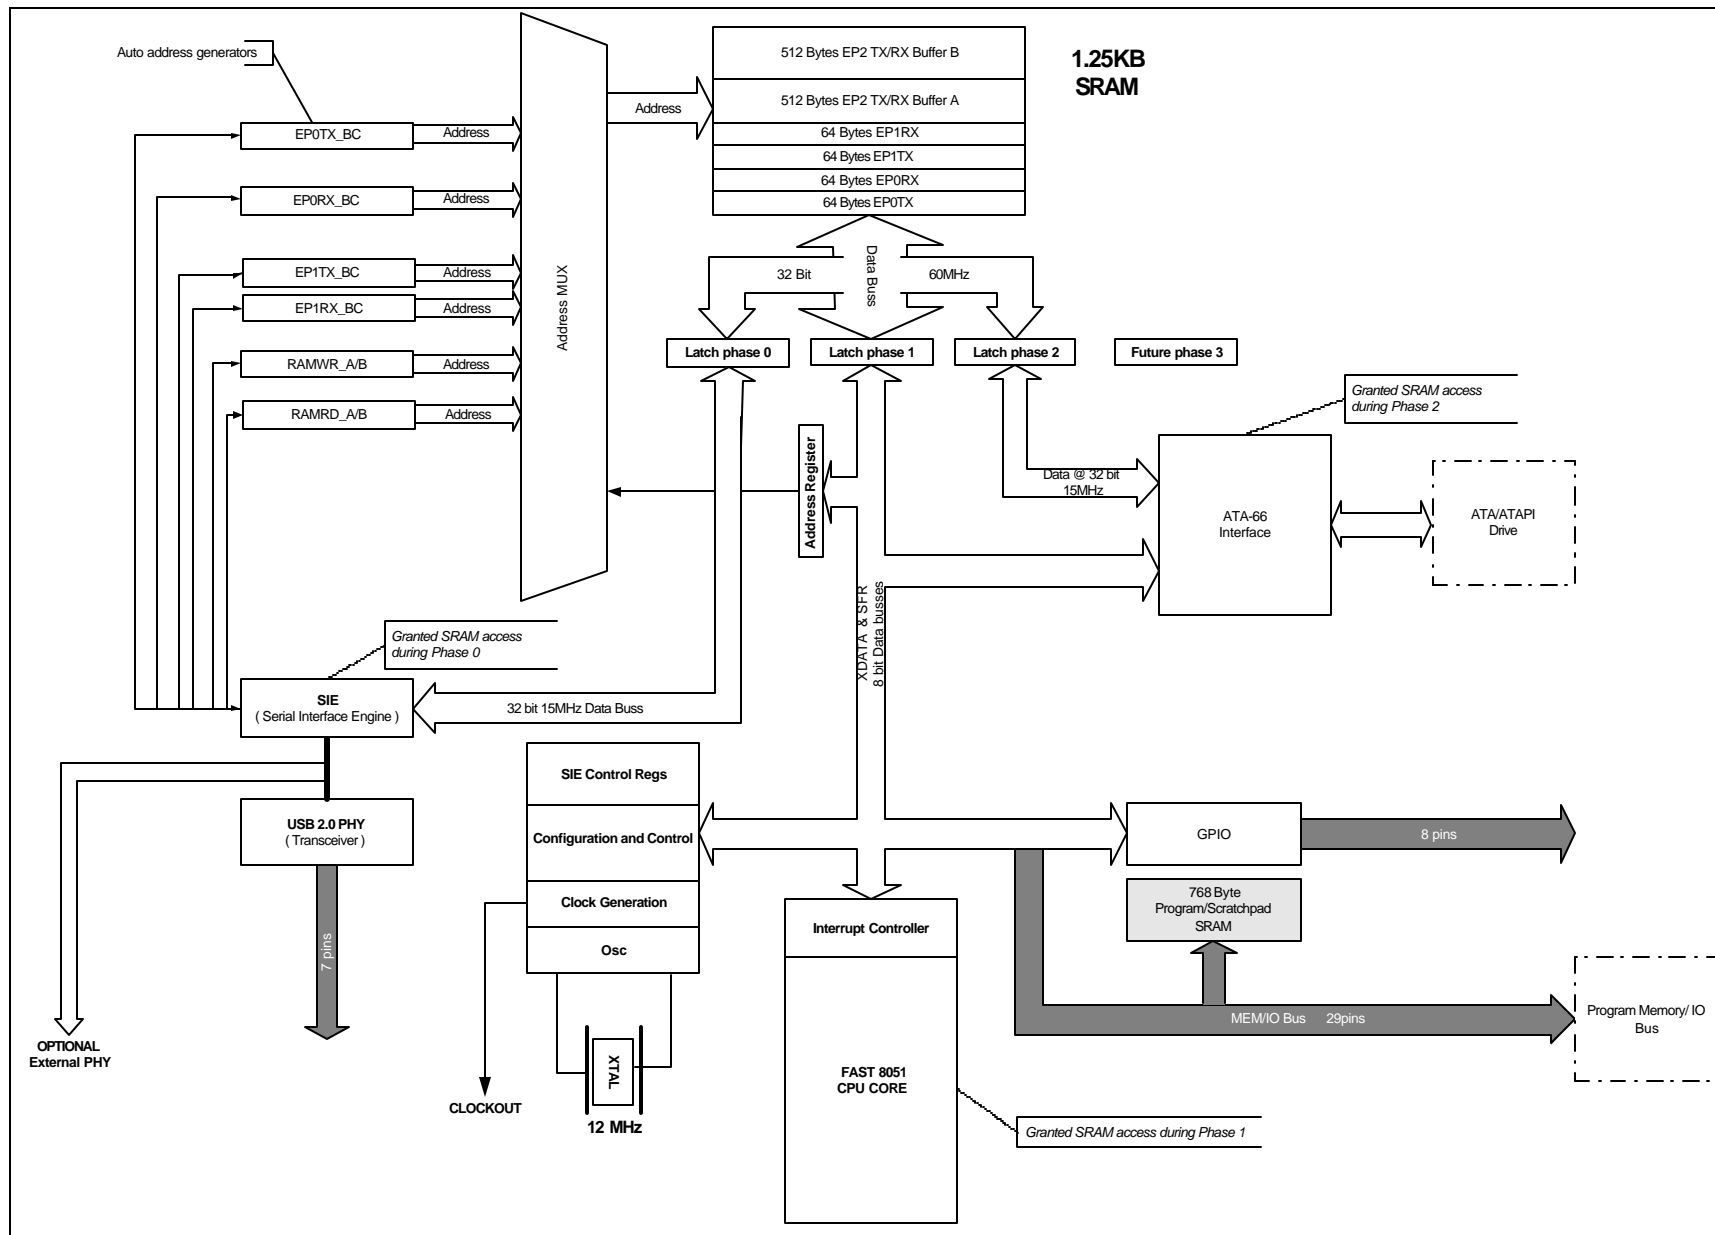 Auto address generators
512 Bytes EP2 TX/RX Buffer B
1.25KB
SRAM
512 Bytes EP2 TX/RX Buffer A
Address
EP0TX_BC
Address
64 Bytes EP1RX
64 Bytes EP1TX
64 Bytes EP0RX
64 Bytes EP0TX
EP0RX_BC
Address
Address MUX
Data Buss
32 Bit
60MHz
EP1TX_BC
Address
EP1RX_BC
Address
Latch phase 0
Latch phase 1
Latch phase 2
Future phase 3
RAMWR_A/B
Address
RAMRD_A/B
Address
Granted SRAM access
during Phase 2
Address Register
Data @ 32 bit
15MHz
ATA-66
Interface
ATA/ATAPI
Drive
XDATA & SFR
8 bit Data busses
Granted SRAM access
during Phase 0
SIE
( Serial Interface Engine )
32 bit 15MHz Data Buss
SIE Control Regs
USB 2.0 PHY
( Transceiver )
Configuration and Control
GPIO
8 pins
Clock Generation
768 Byte
Program/Scratchpad
SRAM
Interrupt Controller
Osc
7 pins
MEM/IO Bus 29pins
Program Memory/ IO
Bus
OPTIONAL
External PHY
XTAL
FAST 8051
CPU CORE
CLOCKOUT
12 MHz
Granted SRAM access during Phase 1